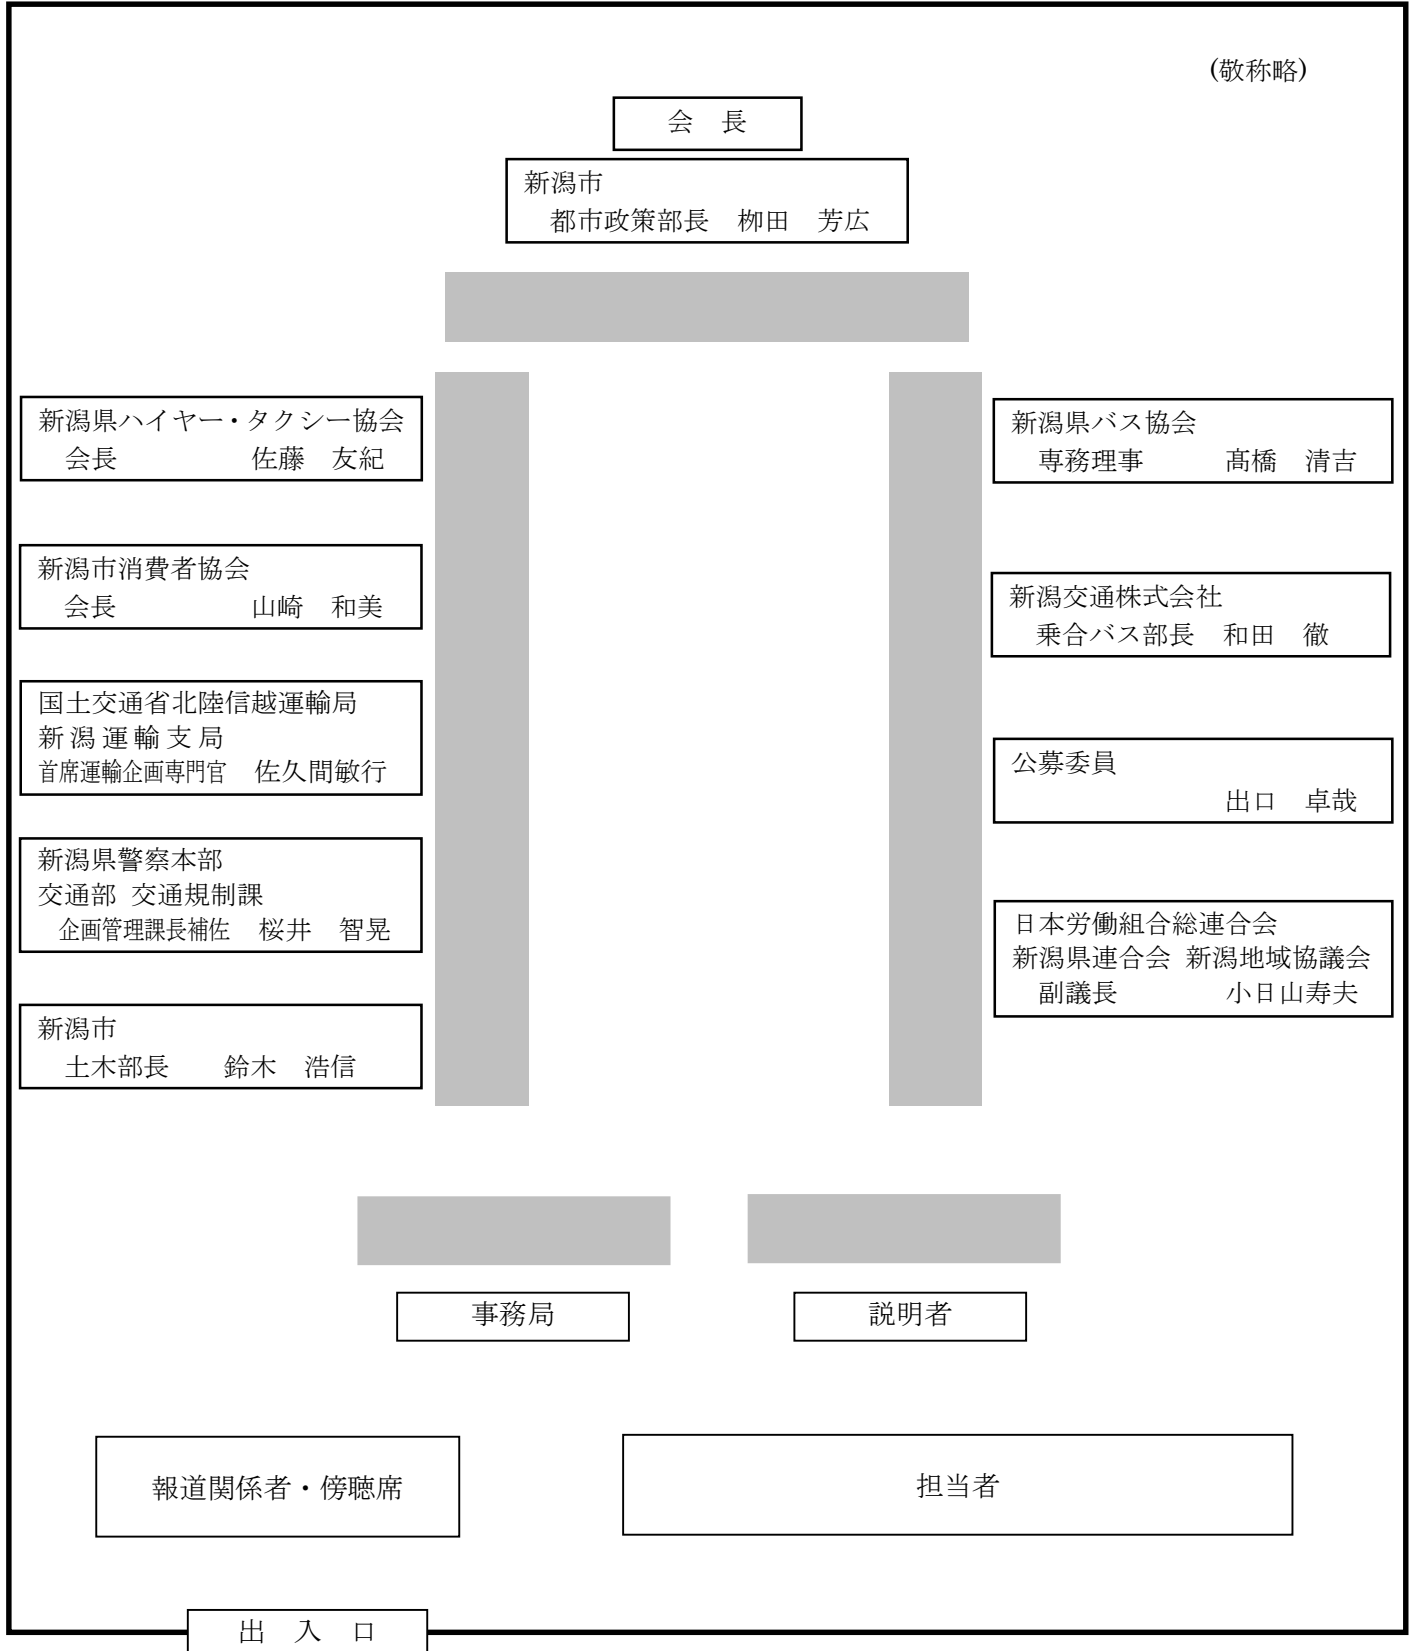 (敬称略)
会　長
新潟市
都市政策部長　栁田　芳広
新潟県ハイヤー・タクシー協会
会長　　　　　佐藤　友紀
新潟市消費者協会
会長　　　　　山崎　和美
国土交通省北陸信越運輸局
新潟運輸支局
首席運輸企画専門官　佐久間敏行
新潟県警察本部
交通部 交通規制課
企画管理課長補佐　桜井　智晃
新潟市
土木部長　　鈴木　浩信
新潟県バス協会
専務理事　　　髙橋　清吉
新潟交通株式会社
乗合バス部長　和田　徹
公募委員
出口　卓哉
日本労働組合総連合会
新潟県連合会 新潟地域協議会
副議長　　　　小日山寿夫
事務局
説明者
報道関係者・傍聴席
担当者
出　入　口